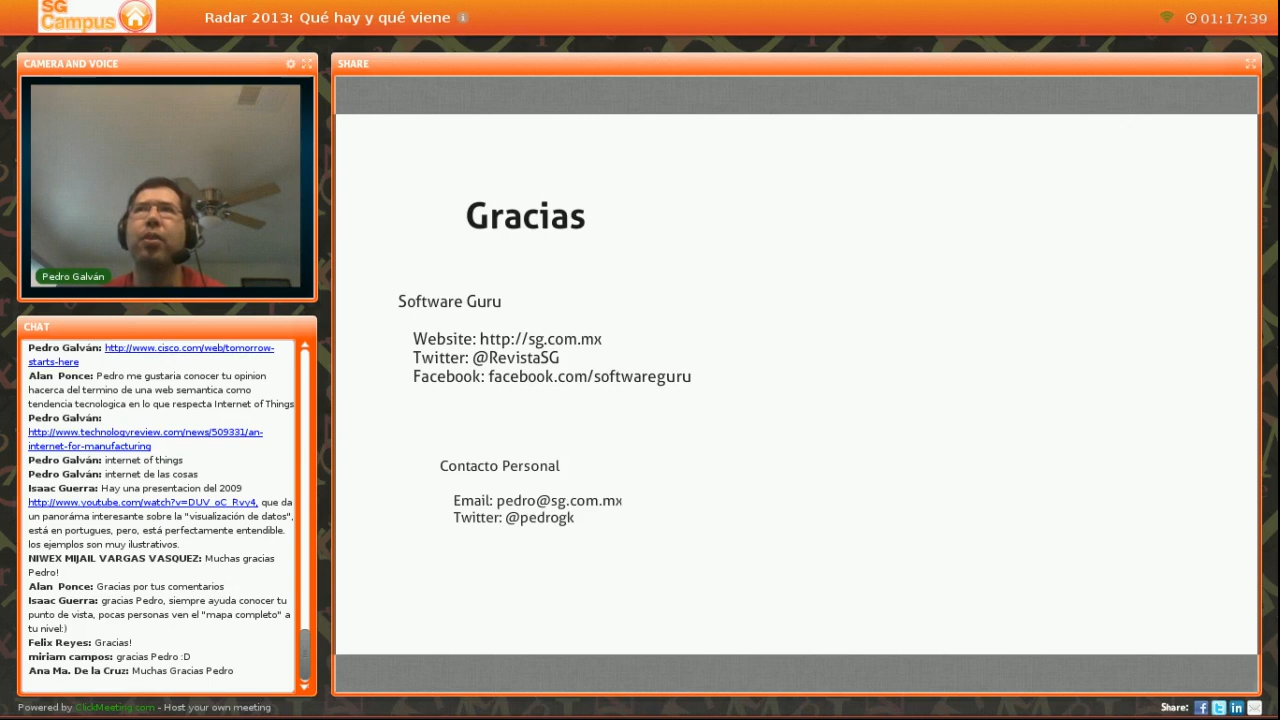 SG
Campus
Radar 2013: Qué hay y qué viene
01:17:39
CAMERA AND VOICE
Pedro Galván
CHAT
Pedro Galván: http://www.cisco.com/web/tomorrow-
starts-here
Alan Ponce: Pedro me gustaria conocer tu opinion
hacerca del termino de una web semantica como
tendencia tecnologica en lo que respecta Internet of Things
Pedro Galván:
http://www.technologyreview.com/news/509331/an-
internet-for-manufacturing
Pedro Galván: internet of things
Pedro Galván: internet de las cosas
Isaac Guerra: Hay una presentacion del 2009
http://www.youtube.com/watch?v=DUV_oC_Rvy4, que da
un panoráma interesante sobre la "visualización de datos",
está en portugues, pero, está perfectamente entendible.
los ejemplos son muy ilustrativos.
NIWEX MIJAIL VARGAS VASQUEZ: Muchas gracias
Pedro!
Alan Ponce: Gracias por tus comentarios
Isaac Guerra: gracias Pedro, siempre ayuda conocer tu
punto de vista, pocas personas ven el "mapa completo" a
tu nivel:)
Felix Reyes: Gracias!
miriam campos: gracias Pedro :D
Ana Ma. De la Cruz: Muchas Gracias Pedro
SHARE
Gracias
Software Guru
Website: http://sg.com.mx
Twitter: @RevistaSG
Facebook: facebook.com/softwareguru
Contacto Personal
Email: pedro@sg.com.mx
Twitter: @pedrogk
Powered by ClickMeeting.com - Host your own meeting
Share: